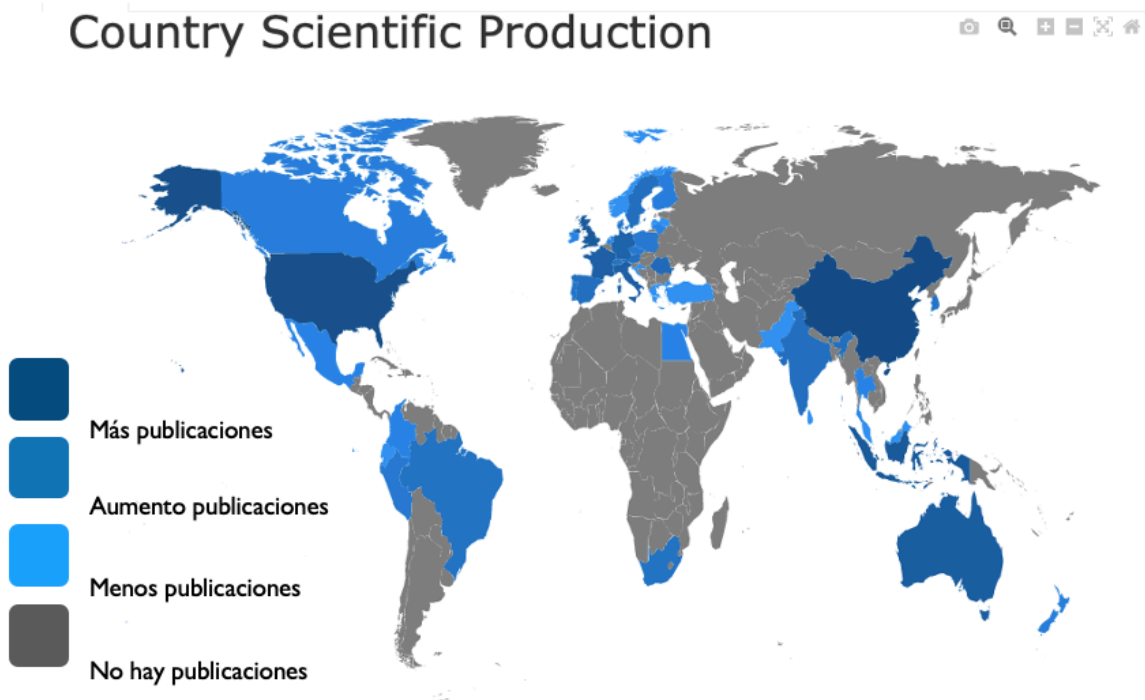 Country Scientific Production
Más publicaciones
Aumento publicaciones
Menos publicaciones
No hay publicaciones